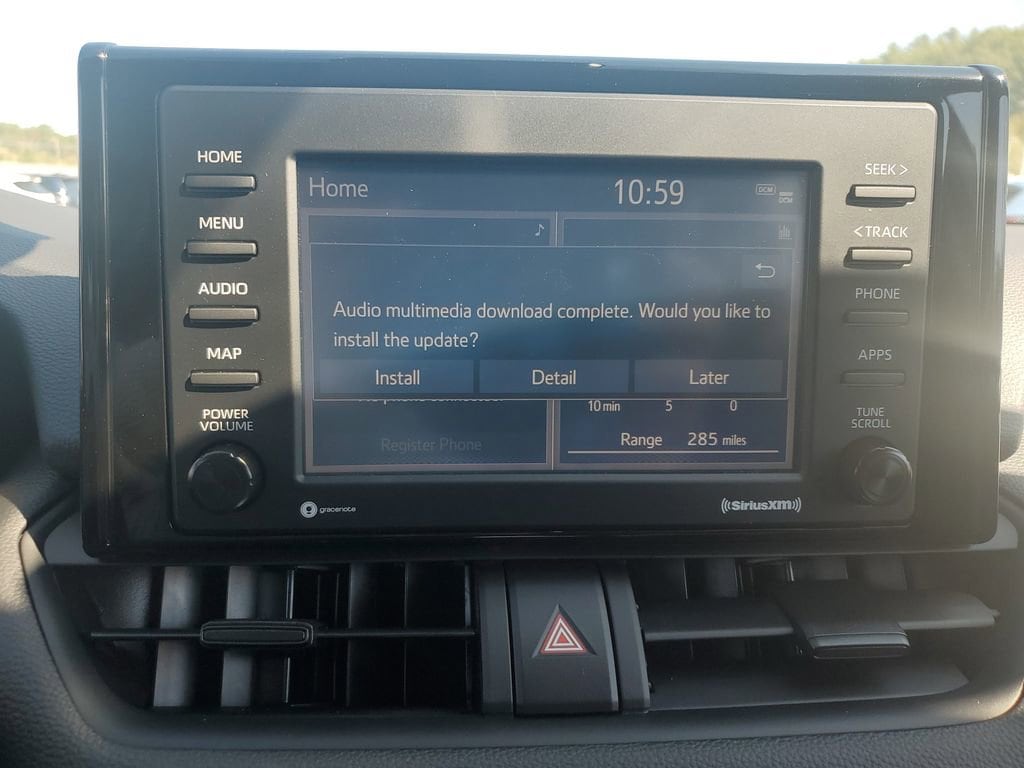 HOME
MENU
AUDIO
MAP
POWER
VOLUME
Home
10:59
DCM
DCM
Audio multimedia download complete. Would you like to
install the update?
Install
Detail
Later
10 min
5
0
Register Phone
Range
285 miles
gracenote
SiriusXM
SEEK >
< TRACK
PHONE
APPS
TUNE
SCROLL